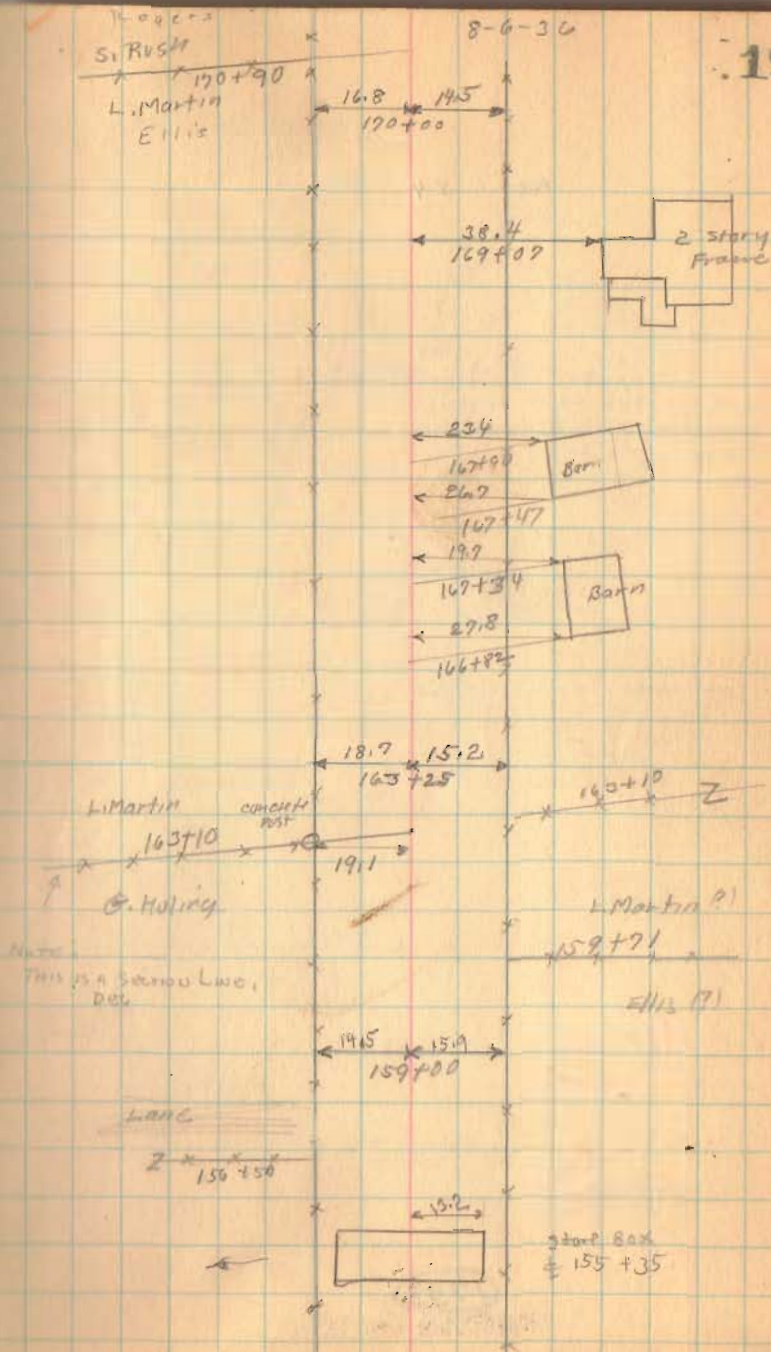 Rogers
8-6-36
S. Rush
170+90
L. Martin
Ellis
16.8 14.5
170+00
38.4
169+07
2 Story
Frame
23.4
167+90
Barn
26.7
167+47
19.7
167+34
Barn
27.8
166+82
18.7 15.2
163+25
163+10
Z
L. Martin
concrete
post
163+10
19.1
G. Huling
L. Martin (?)
159+71
Note:
This is a section line.
Ellis (?)
14.5 15.9
159+00
Lane
Z
156+50
13.2
Stone Box
155+35